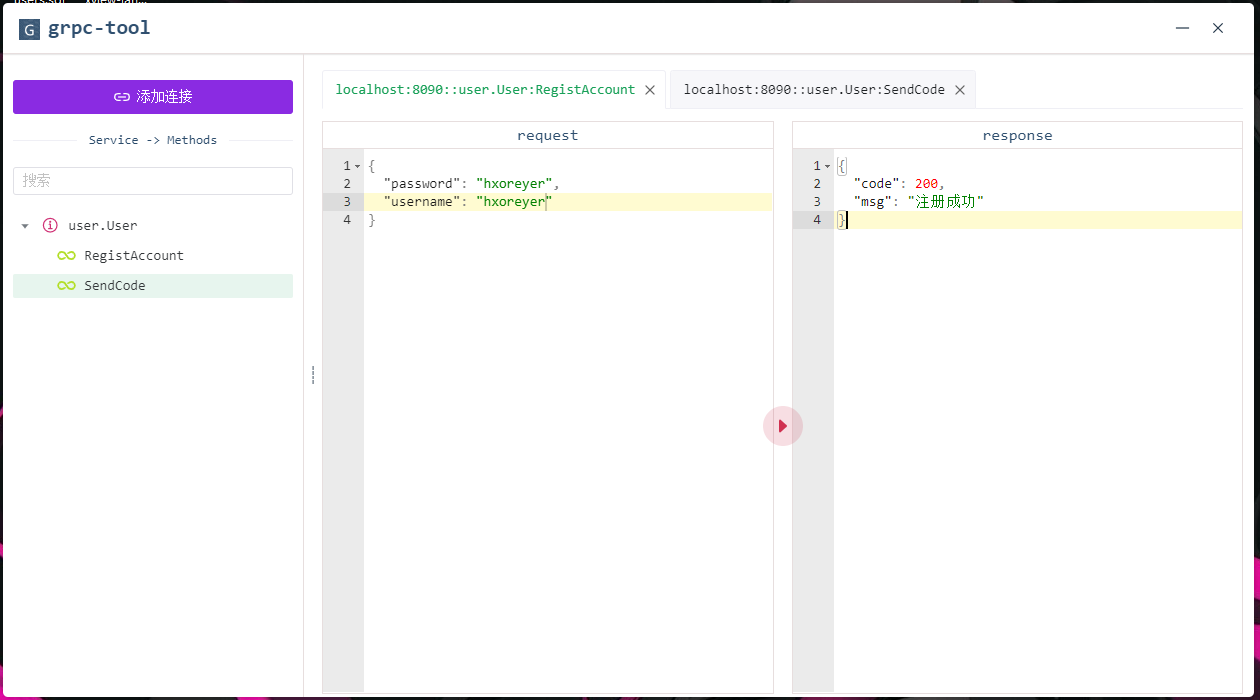 G grpc-tool
添加连接
Service -> Methods
搜索
user.User
RegistAccount
SendCode
localhost:8090::user.User:RegistAccount
localhost:8090::user.User:SendCode
request
1 {
2 "password": "hxoreyer",
3 "username": "hxoreyer"
4 }
response
1 {
2 "code": 200,
3 "msg": "注册成功"
4 }